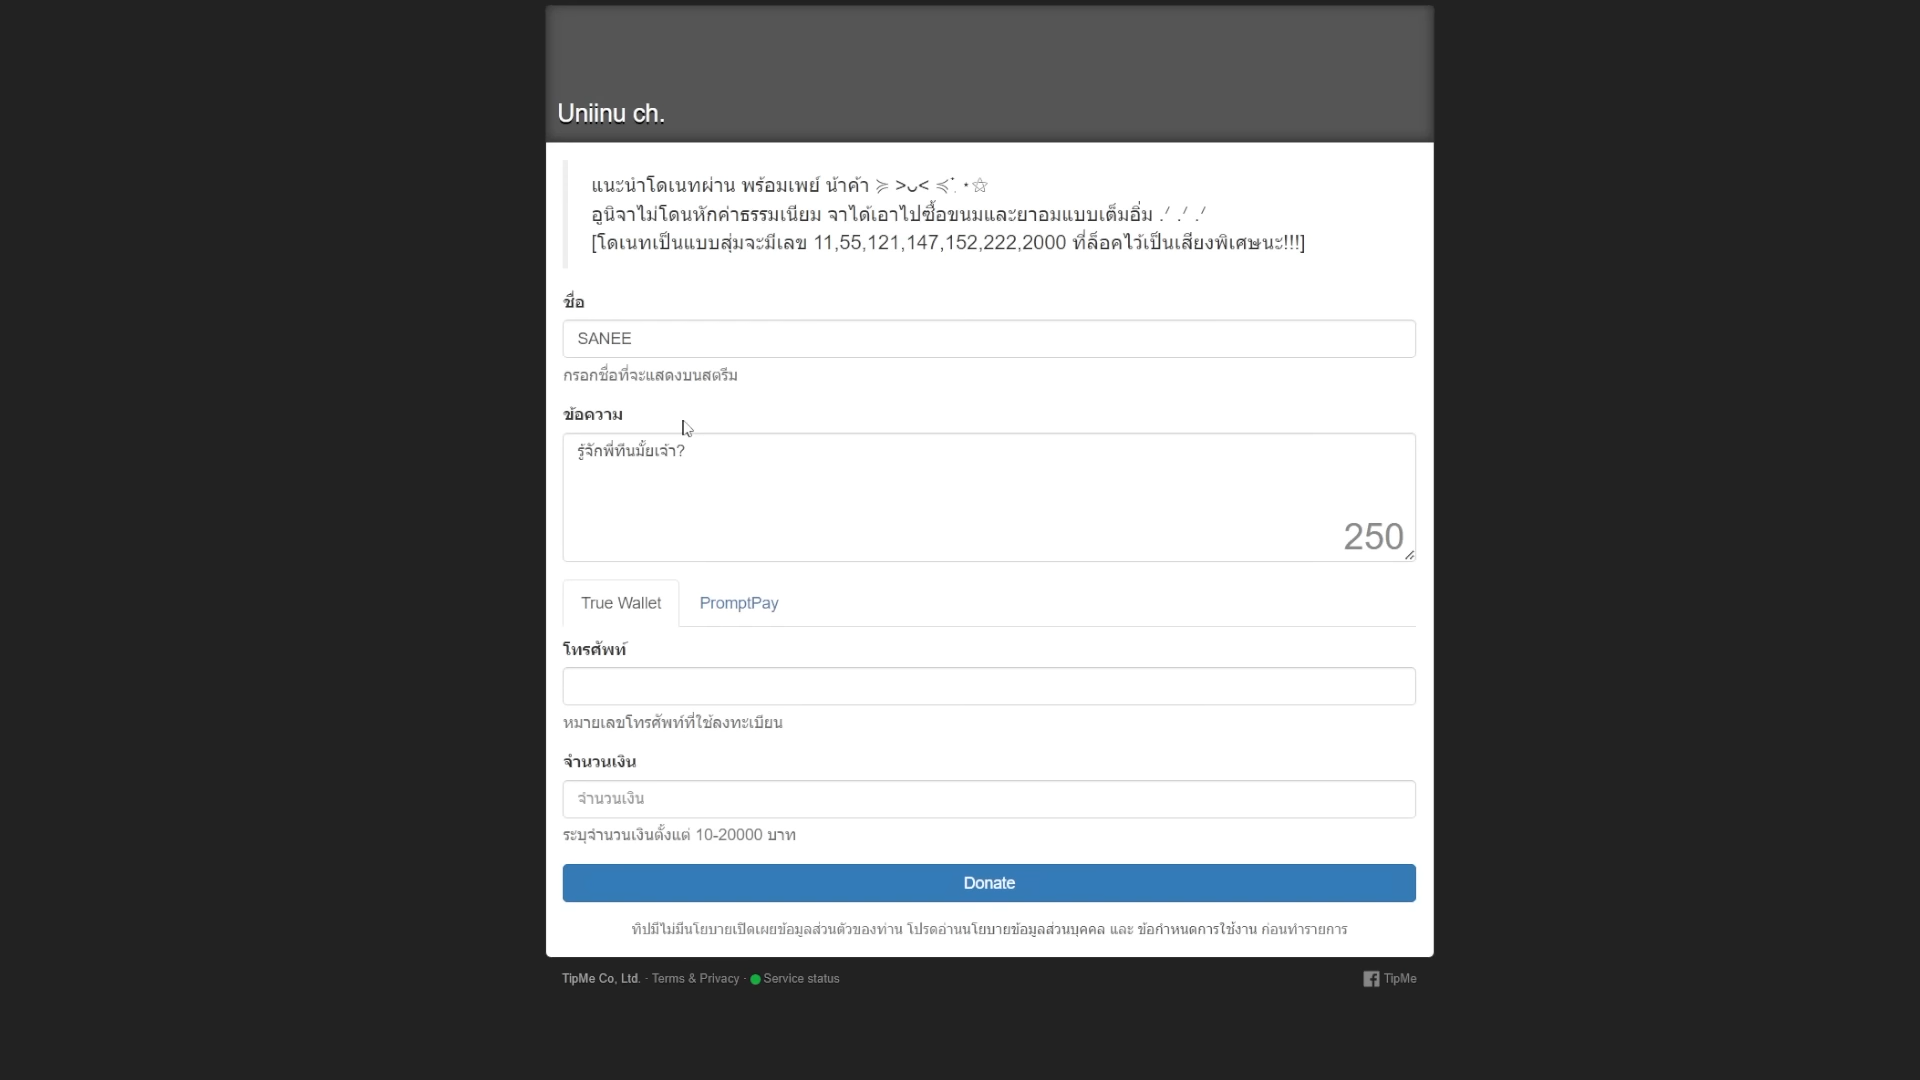 Uniinu ch.
แนะนำโดเนทผ่าน พร้อมเพย์ น้าค้า ≽ >⩊< ≼⁺‧₊ ⋆☆
อูนิจาไม่โดนหักค่าธรรมเนียม จาได้เอาไปซื้อขนมและยาอมแบบเต็มอิ่ม .ᐟ .ᐟ .ᐟ
[โดเนทเป็นแบบสุ่มจะมีเลข 11,55,121,147,152,222,2000 ที่ล็อคไว้เป็นเสียงพิเศษนะ!!!]
ชื่อ
SANEE
กรอกชื่อที่จะแสดงบนสตรีม
ข้อความ
รู้จักพี่ทีนมั้ยเจ้า?
250
True Wallet PromptPay
โทรศัพท์
หมายเลขโทรศัพท์ที่ใช้ลงทะเบียน
จำนวนเงิน
จำนวนเงิน
ระบุจำนวนเงินตั้งแต่ 10-20000 บาท
Donate
ทิปมีไม่มีนโยบายเปิดเผยข้อมูลส่วนตัวของท่าน โปรดอ่านนโยบายข้อมูลส่วนบุคคล และ ข้อกำหนดการใช้งาน ก่อนทำรายการ
TipMe Co, Ltd. · Terms & Privacy · Service status TipMe